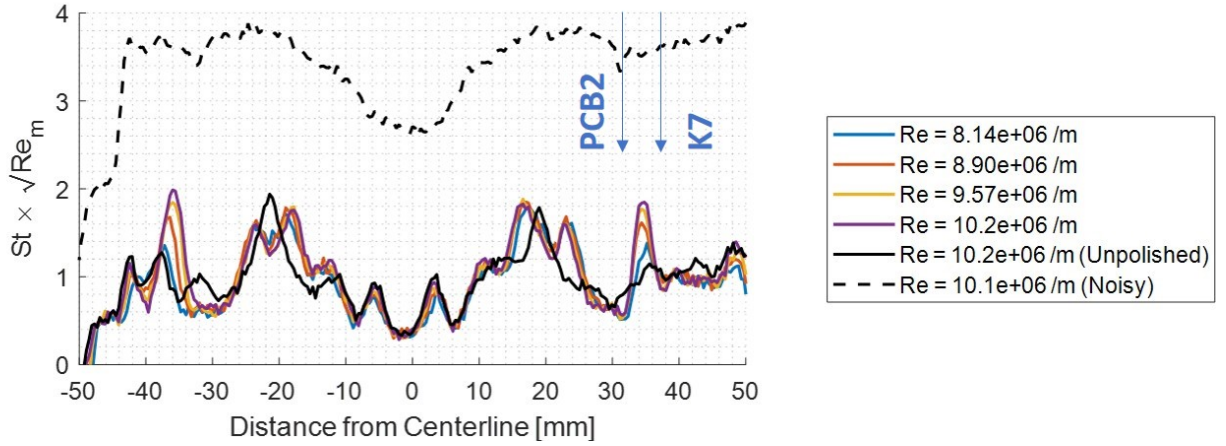 4
3
2
1
0
St × √Re_m
PCB2
K7
-50 -40 -30 -20 -10 0 10 20 30 40 50
Distance from Centerline [mm]
Re = 8.14e+06 /m
Re = 8.90e+06 /m
Re = 9.57e+06 /m
Re = 10.2e+06 /m
Re = 10.2e+06 /m (Unpolished)
Re = 10.1e+06 /m (Noisy)